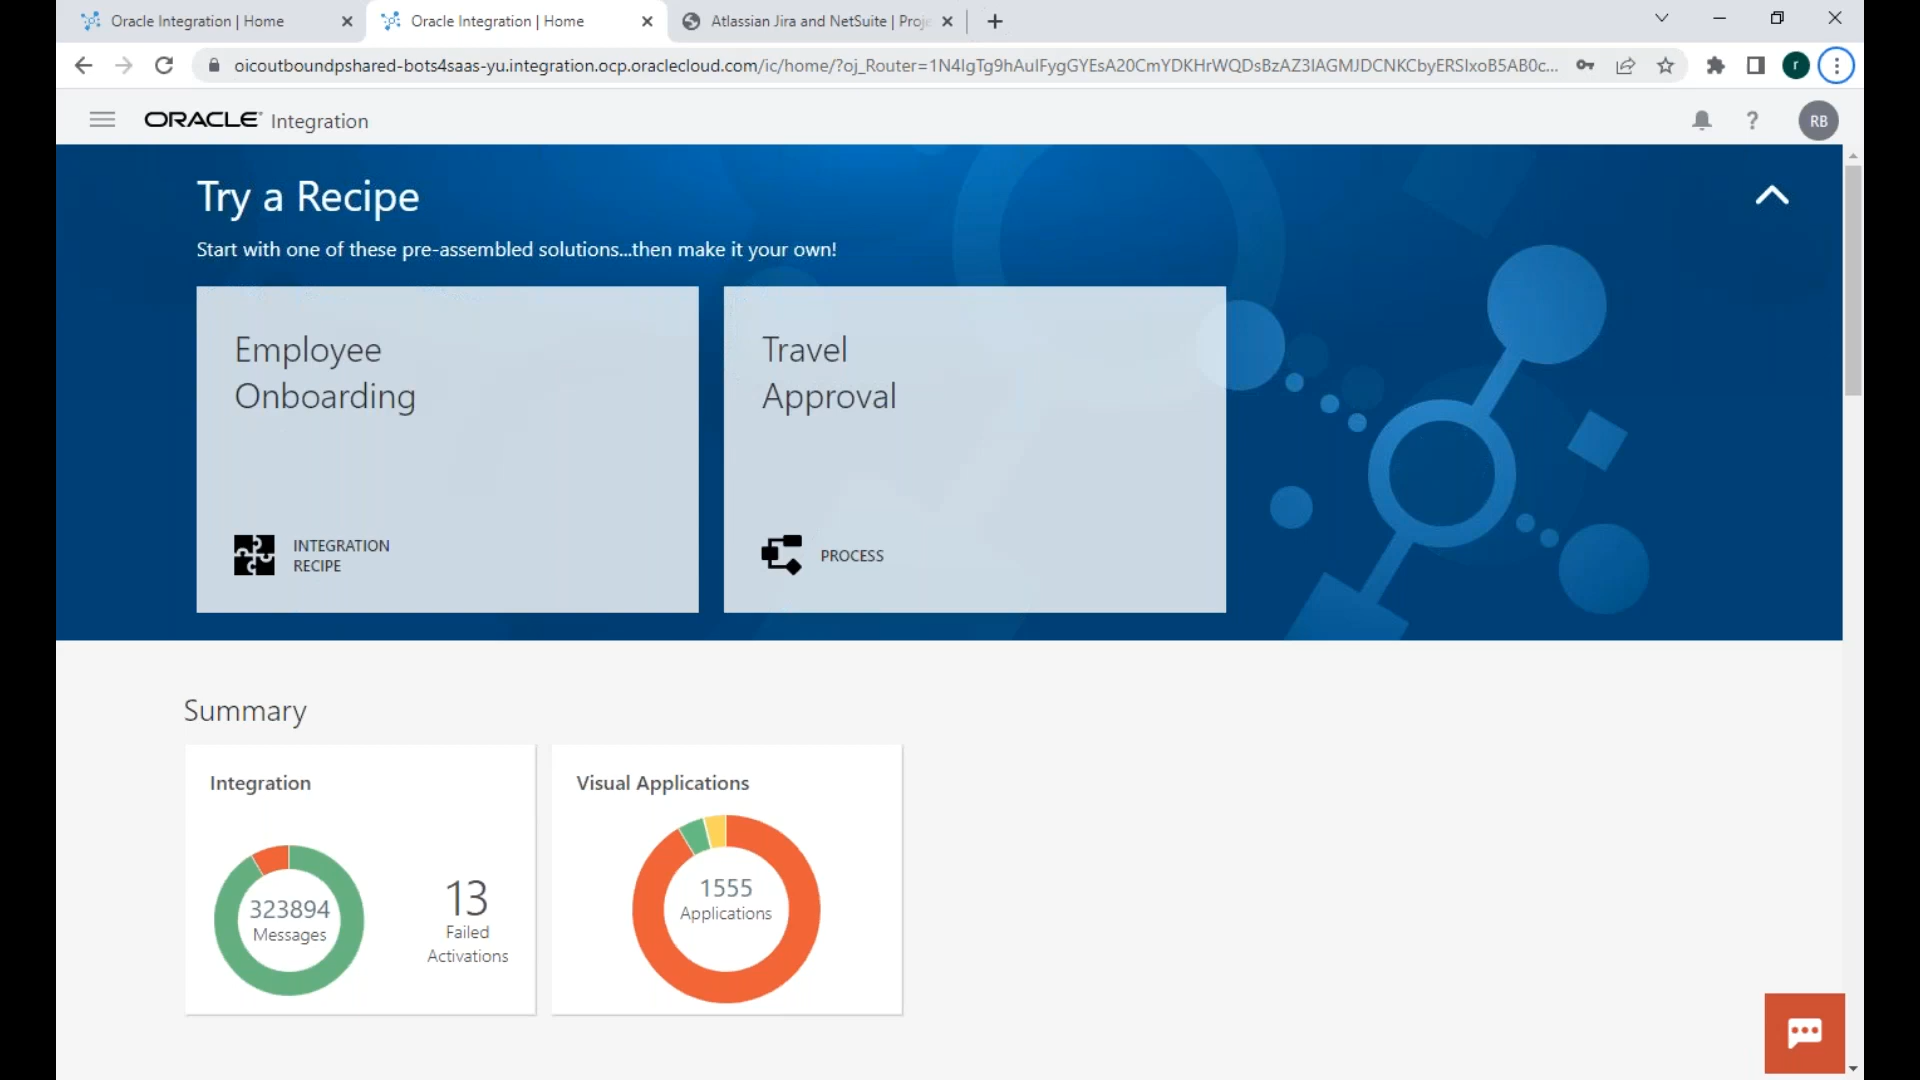 Oracle Integration | Home
Oracle Integration | Home
Atlassian Jira and NetSuite | Proj
oicoutboundpshared-bots4saas-yu.integration.ocp.oraclecloud.com/ic/home/?oj_Router=1N4IgTg9hAuIFygGYEsA20CmYDKHrWQDsBzAZ3IAGMJDCNKCbyERSIxoB5AB0c...
r
ORACLE Integration
?
RB
Try a Recipe
Start with one of these pre-assembled solutions...then make it your own!
Employee
Onboarding
INTEGRATION
RECIPE
Travel
Approval
PROCESS
Summary
Integration
323894
Messages
13
Failed
Activations
Visual Applications
1555
Applications